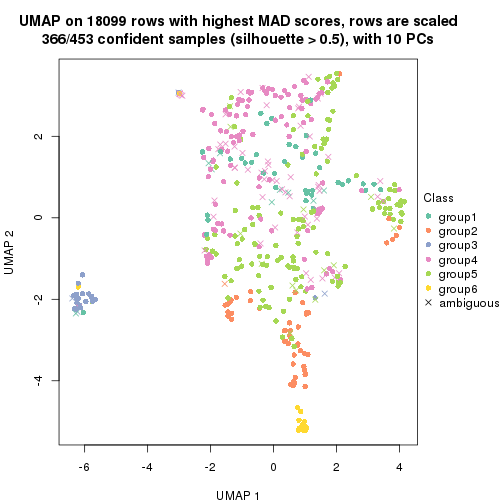 UMAP on 18099 rows with highest MAD scores, rows are scaled
366/453 confident samples (silhouette > 0.5), with 10 PCs
Class
group1
group2
group3
group4
group5
group6
ambiguous
UMAP 2
2
0
-2
-4
-6
-4
-2
0
2
4
UMAP 1